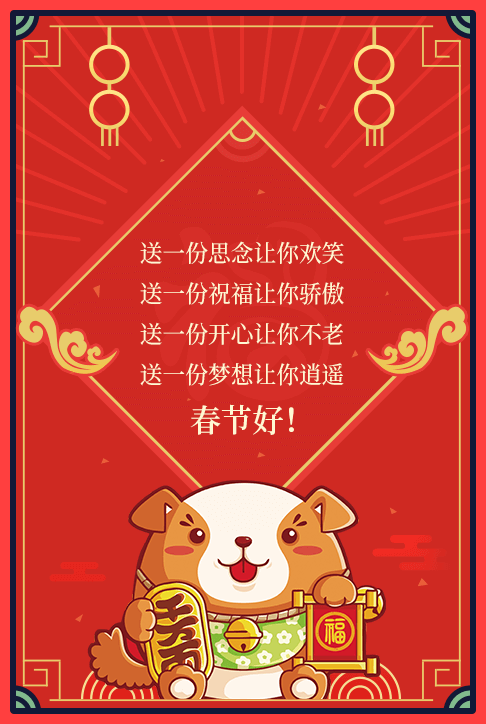 送一份思念让你欢笑
送一份祝福让你骄傲
送一份开心让你不老
送一份梦想让你逍遥
春节好！
福